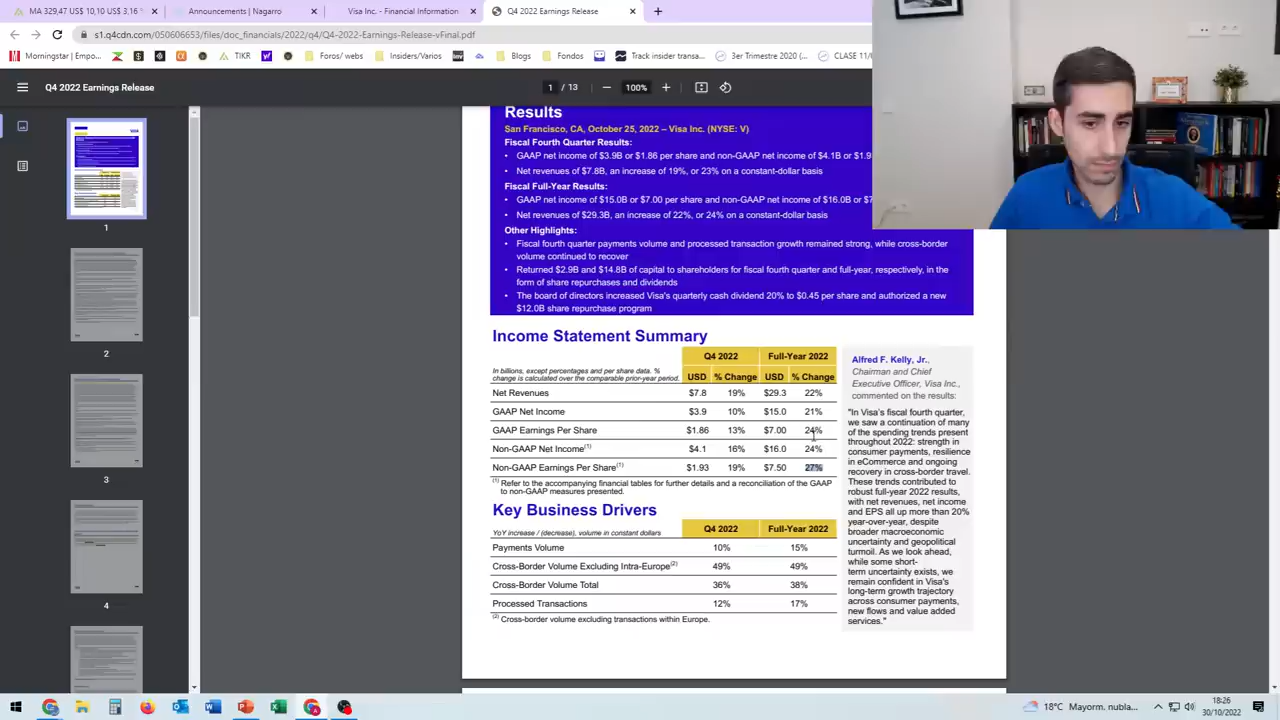 MA 329,47 US$ 10,10 US$ 3,16 %
Announcements | Nagarro
Visa Inc. - Financial Information
Q4 2022 Earnings Release
s1.q4cdn.com/050606653/files/doc_financials/2022/q4/Q4-2022-Earnings-Release-vFinal.pdf
Morningstar | Empo...
TIKR
Foros/ webs
Insiders/Varios
Blogs
Fondos
Track insider transa...
3er Trimestre 2020 (...
CLASE 11/0
Q4 2022 Earnings Release
1 / 13
100%
1
2
3
4
Results
San Francisco, CA, October 25, 2022 – Visa Inc. (NYSE: V)
Fiscal Fourth Quarter Results:
• GAAP net income of $3.9B or $1.86 per share and non-GAAP net income of $4.1B or $1.9
• Net revenues of $7.8B, an increase of 19%, or 23% on a constant-dollar basis
Fiscal Full-Year Results:
• GAAP net income of $15.0B or $7.00 per share and non-GAAP net income of $16.0B or $7
• Net revenues of $29.3B, an increase of 22%, or 24% on a constant-dollar basis
Other Highlights:
• Fiscal fourth quarter payments volume and processed transaction growth remained strong, while cross-border
volume continued to recover
• Returned $2.9B and $14.8B of capital to shareholders for fiscal fourth quarter and full-year, respectively, in the
form of share repurchases and dividends
• The board of directors increased Visa's quarterly cash dividend 20% to $0.45 per share and authorized a new
$12.0B share repurchase program
Income Statement Summary
In billions, except percentages and per share data. %
change is calculated over the comparable prior-year period.
Q4 2022 Full-Year 2022
USD % Change USD % Change
Net Revenues $7.8 19% $29.3 22%
GAAP Net Income $3.9 10% $15.0 21%
GAAP Earnings Per Share $1.86 13% $7.00 24%
Non-GAAP Net Income(1) $4.1 16% $16.0 24%
Non-GAAP Earnings Per Share(1) $1.93 19% $7.50 27%
(1) Refer to the accompanying financial tables for further details and a reconciliation of the GAAP
to non-GAAP measures presented.
Key Business Drivers
YoY increase / (decrease), volume in constant dollars
Q4 2022 Full-Year 2022
Payments Volume 10% 15%
Cross-Border Volume Excluding Intra-Europe(2) 49% 49%
Cross-Border Volume Total 36% 38%
Processed Transactions 12% 17%
(2) Cross-border volume excluding transactions within Europe.
Alfred F. Kelly, Jr.,
Chairman and Chief
Executive Officer, Visa Inc.,
commented on the results:
"In Visa's fiscal fourth quarter,
we saw a continuation of many
of the spending trends present
throughout 2022: strength in
consumer payments, resilience
in eCommerce and ongoing
recovery in cross-border travel.
These trends contributed to
robust full-year 2022 results,
with net revenues, net income
and EPS all up more than 20%
year-over-year, despite
broader macroeconomic
uncertainty and geopolitical
turmoil. As we look ahead,
while some short-
term uncertainty exists, we
remain confident in Visa's
long-term growth trajectory
across consumer payments,
new flows and value added
services."
18°C Mayorm. nubla...
18:26
30/10/2022